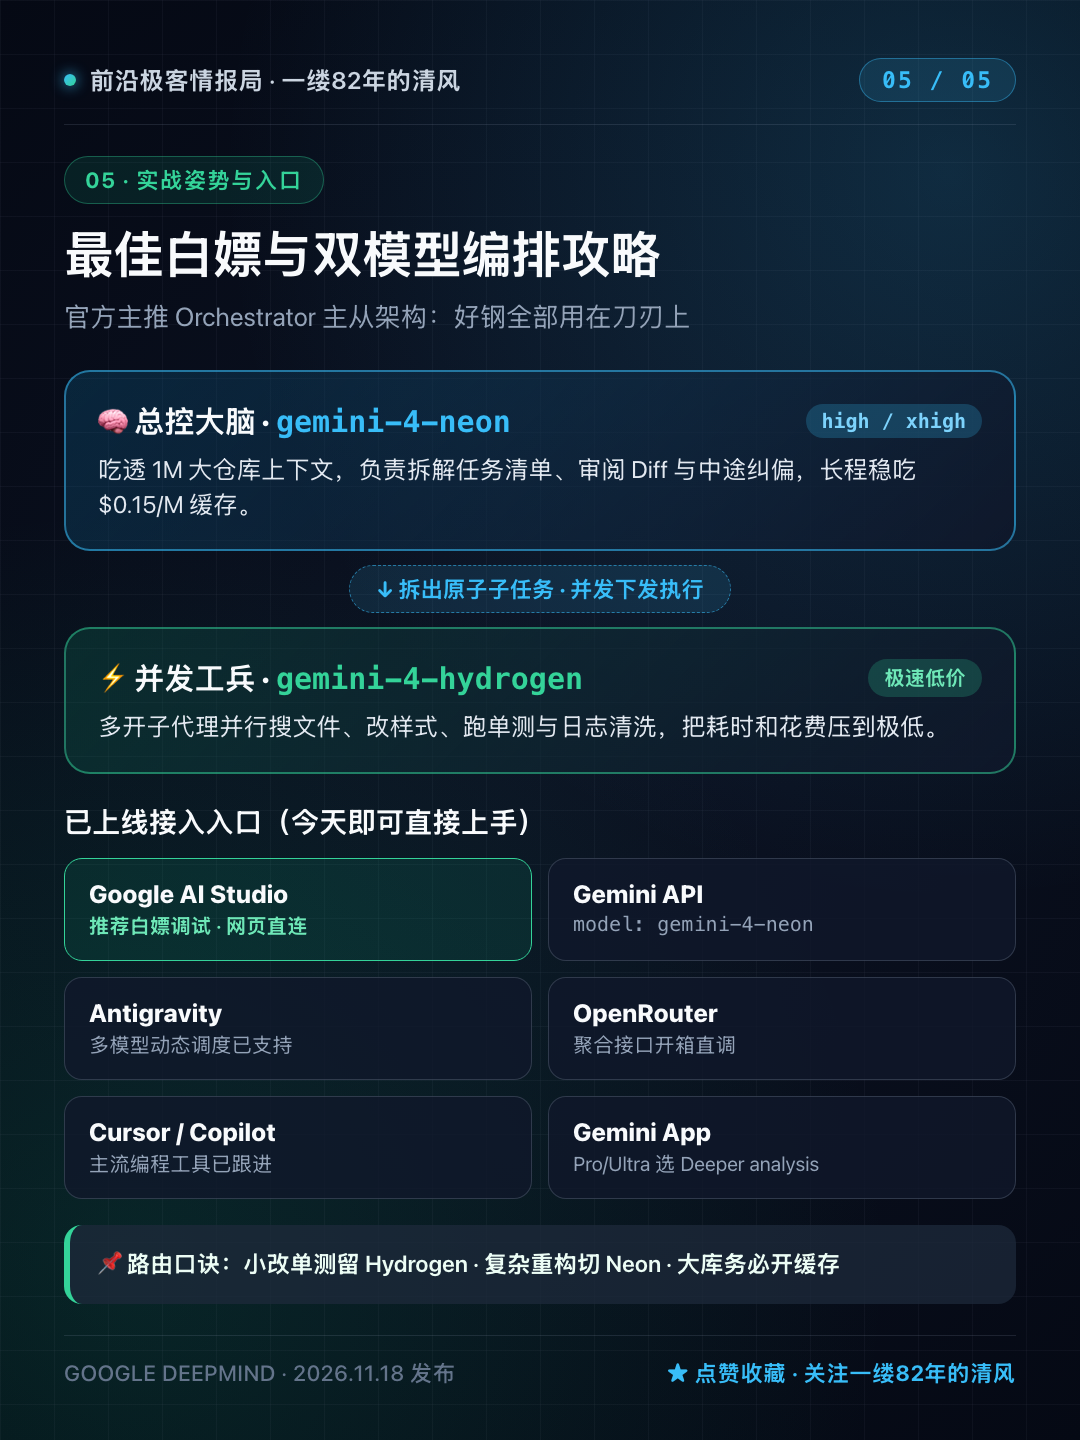 前沿极客情报局 · 一缕82年的清风
05 / 05
05 · 实战姿势与入口
最佳白嫖与双模型编排攻略
官方主推 Orchestrator 主从架构：好钢全部用在刀刃上
🧠 总控大脑 · gemini-4-neon
high / xhigh
吃透 1M 大仓库上下文，负责拆解任务清单、审阅 Diff 与中途纠偏，长程稳吃
$0.15/M 缓存。
↓ 拆出原子子任务 · 并发下发执行
⚡ 并发工兵 · gemini-4-hydrogen
极速低价
多开子代理并行搜文件、改样式、跑单测与日志清洗，把耗时和花费压到极低。
已上线接入入口（今天即可直接上手）
Google AI Studio
推荐白嫖调试 · 网页直连
Gemini API
model: gemini-4-neon
Antigravity
多模型动态调度已支持
OpenRouter
聚合接口开箱直调
Cursor / Copilot
主流编程工具已跟进
Gemini App
Pro/Ultra 选 Deeper analysis
📌 路由口诀：小改单测留 Hydrogen · 复杂重构切 Neon · 大库务必开缓存
GOOGLE DEEPMIND · 2026.11.18 发布
★ 点赞收藏 · 关注一缕82年的清风